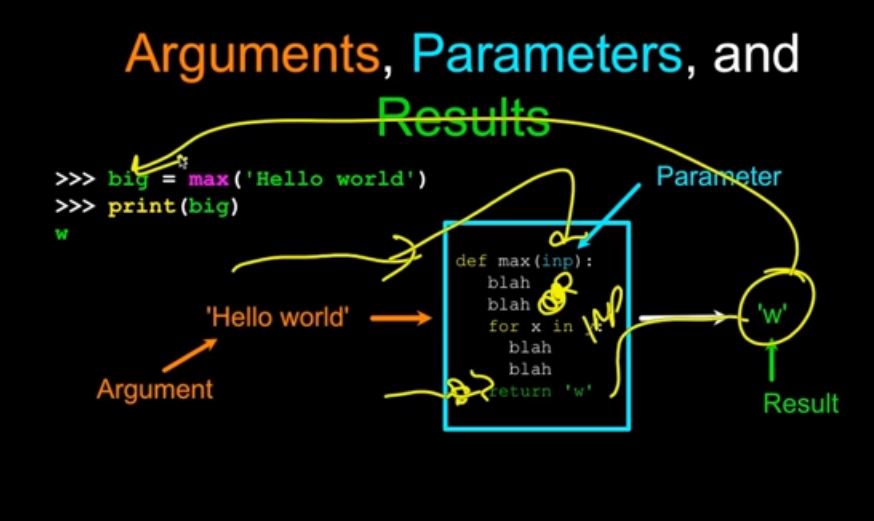 Arguments, Parameters, and
Results
>>> big = max('Hello world')
>>> print(big)
w
Parameter
def max(inp):
blah
blah
for x in
inp
blah
blah
return 'w'
'Hello world'
'w'
Argument
Result